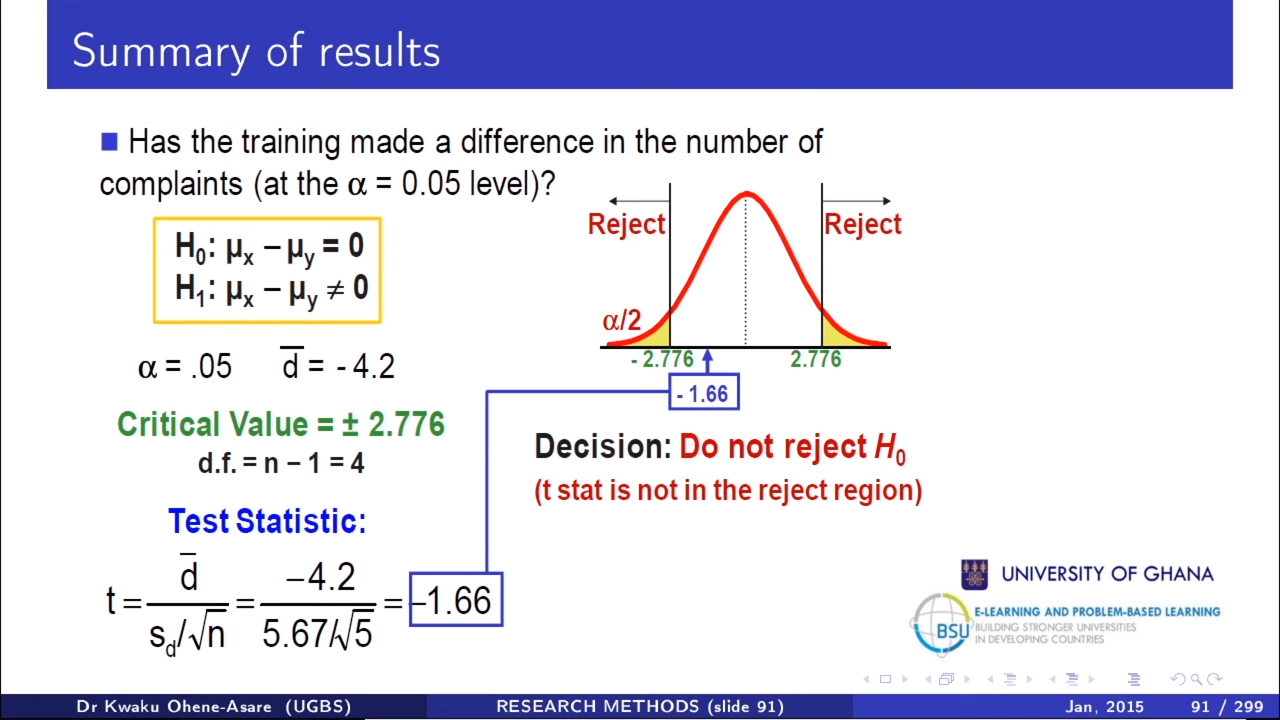 Summary of results
Has the training made a difference in the number of
complaints (at the α = 0.05 level)?
H₀: μₓ − μᵧ = 0
H₁: μₓ − μᵧ ≠ 0
α = .05 d̅ = - 4.2
Critical Value = ± 2.776
d.f. = n − 1 = 4
Test Statistic:
t = d̅ / (s_d/√n) = −4.2 / (5.67/√5) = −1.66
Reject
Reject
α/2
- 2.776
2.776
- 1.66
Decision: Do not reject H₀
(t stat is not in the reject region)
UNIVERSITY OF GHANA
BSU
E-LEARNING AND PROBLEM-BASED LEARNING
BUILDING STRONGER UNIVERSITIES
IN DEVELOPING COUNTRIES
Dr Kwaku Ohene-Asare (UGBS) RESEARCH METHODS (slide 91) Jan, 2015 91 / 299